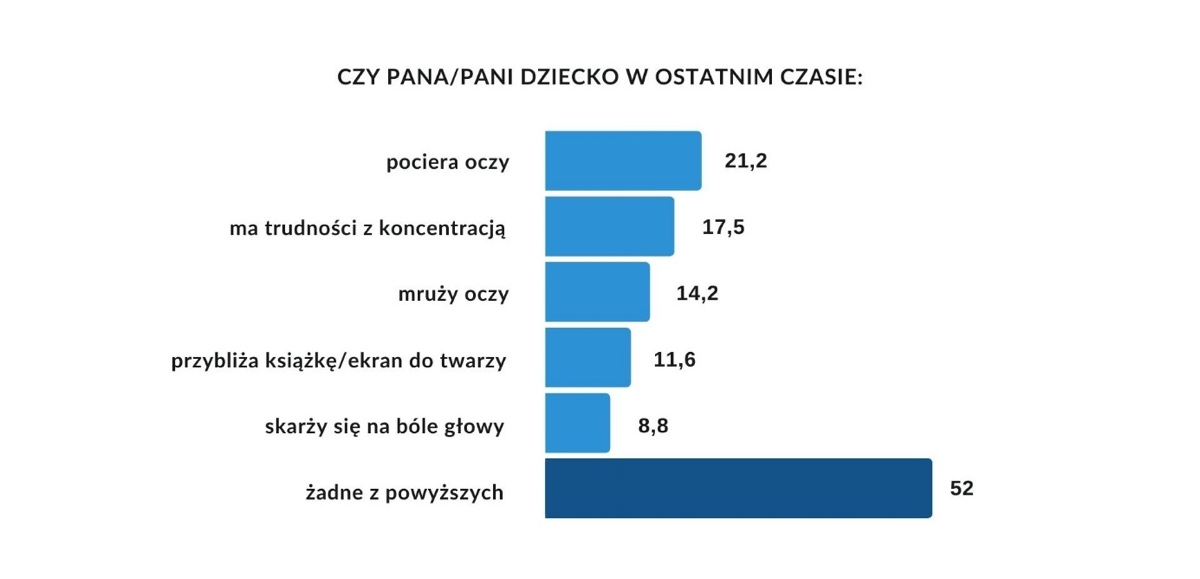 CZY PANA/PANI DZIECKO W OSTATNIM CZASIE:
pociera oczy 21,2
ma trudności z koncentracją 17,5
mruży oczy 14,2
przybliża książkę/ekran do twarzy 11,6
skarży się na bóle głowy 8,8
żadne z powyższych 52